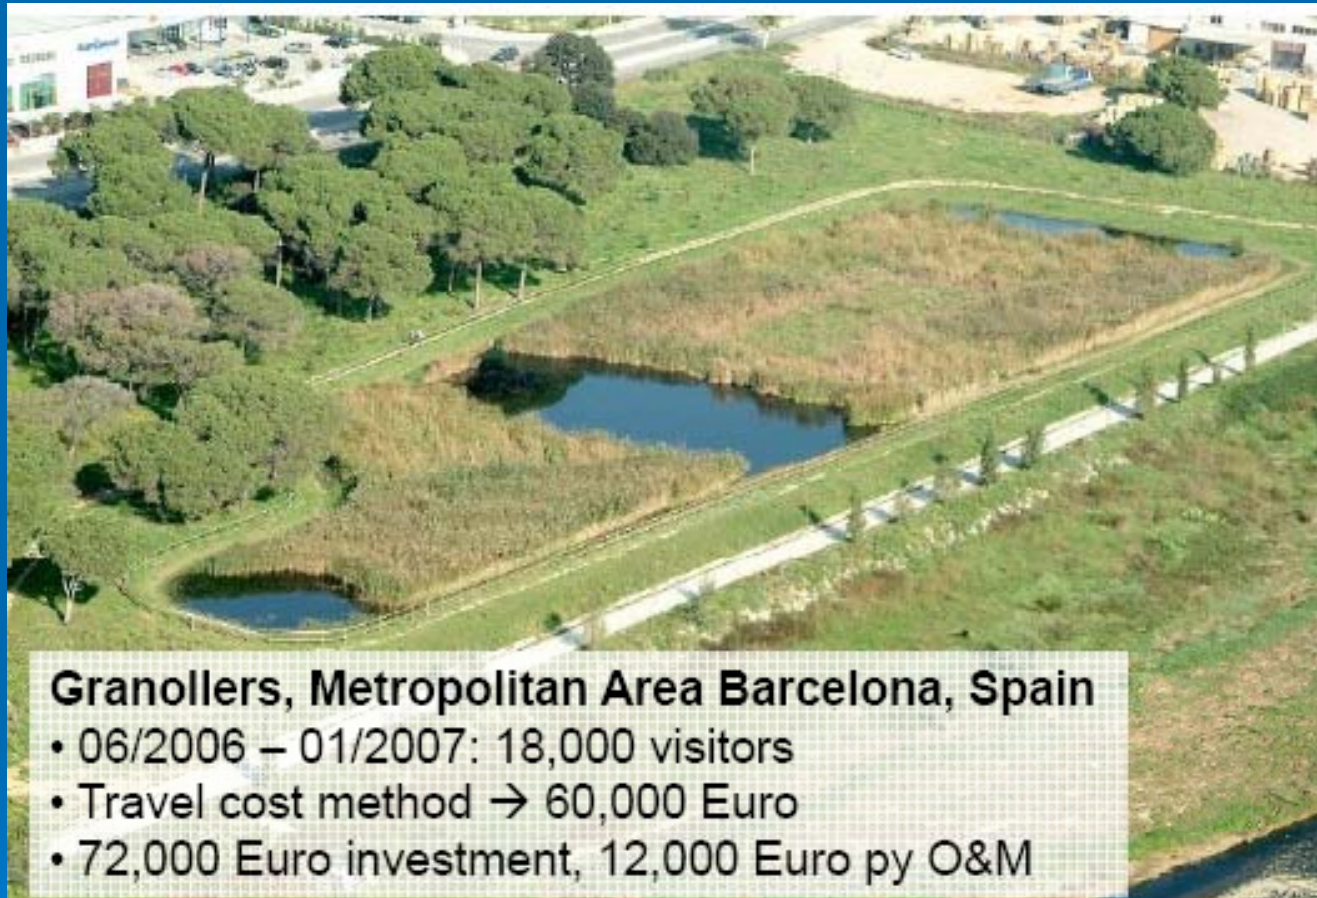 Granollers, Metropolitan Area Barcelona, Spain
• 06/2006 – 01/2007: 18,000 visitors
• Travel cost method → 60,000 Euro
• 72,000 Euro investment, 12,000 Euro py O&M